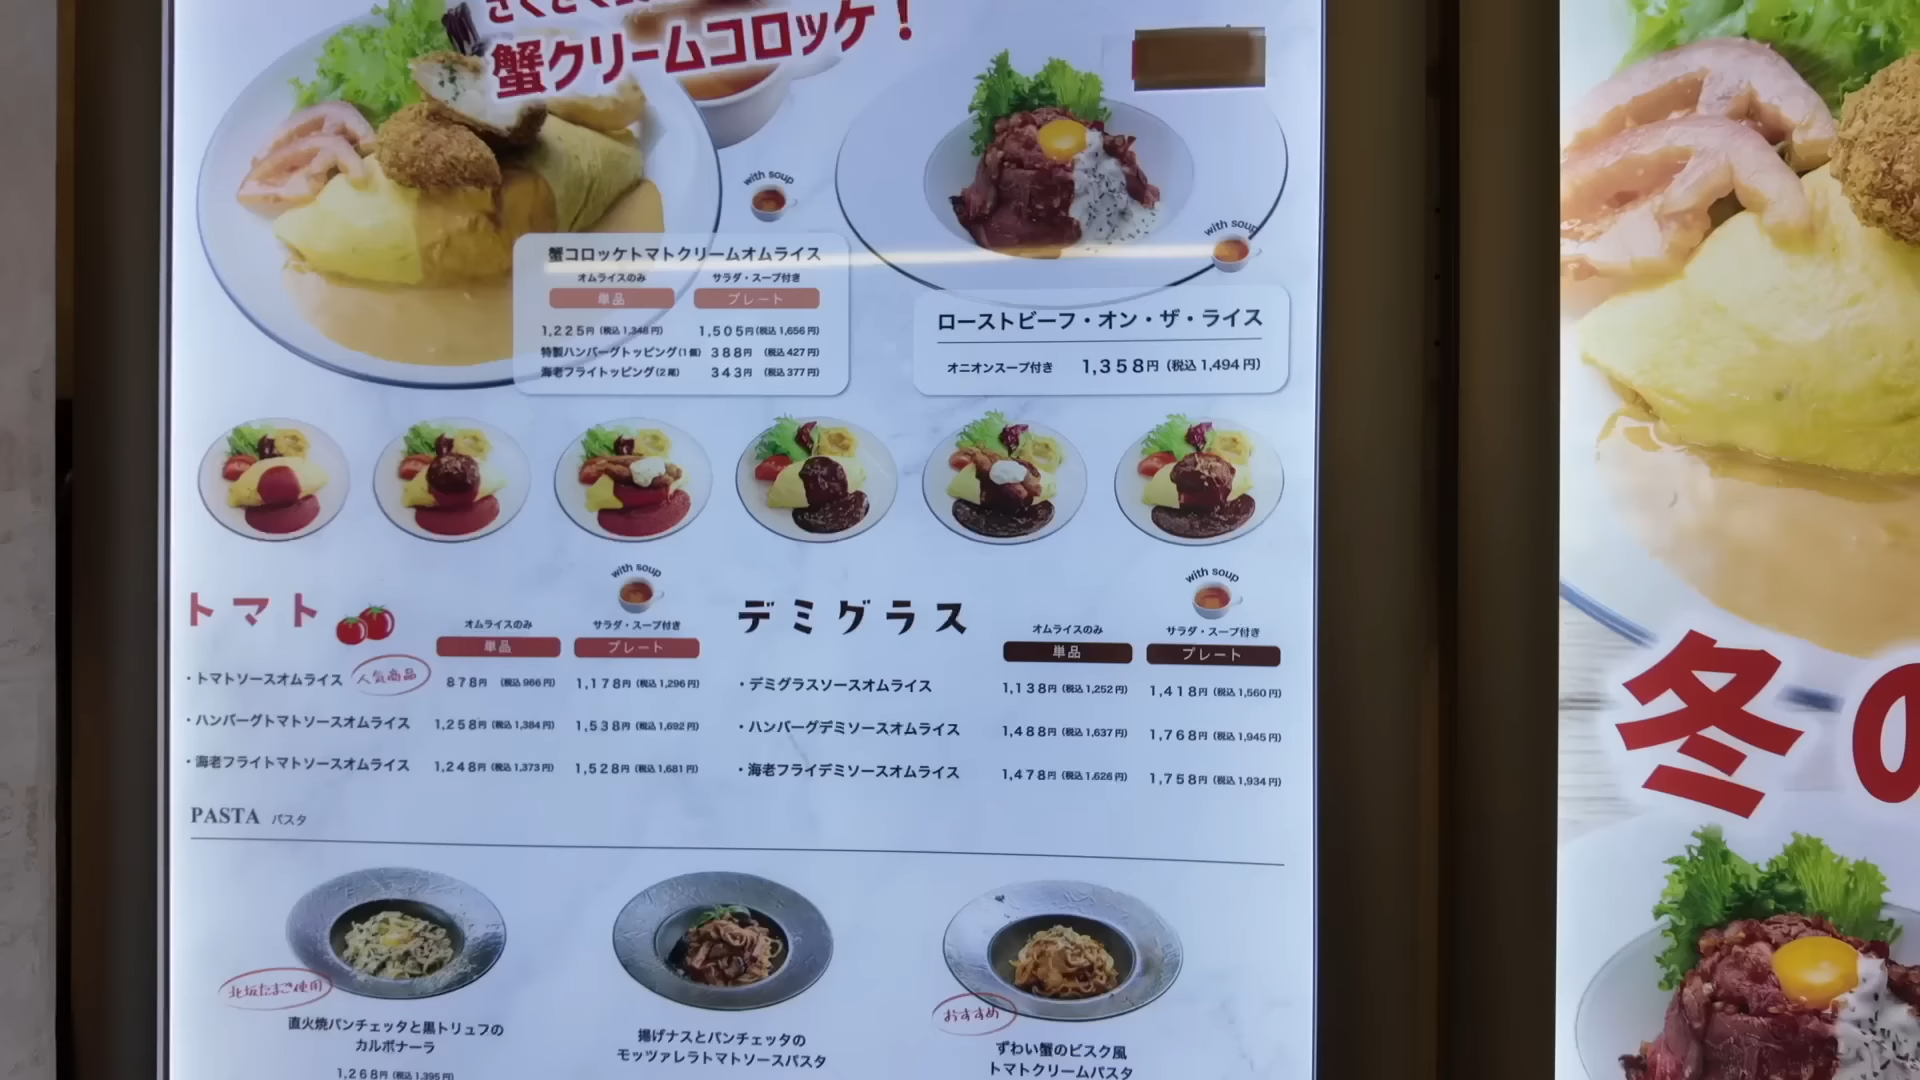 蟹クリームコロッケ！
with soup
蟹コロッケトマトクリームオムライス
オムライスのみ サラダ・スープ付き
単品 プレート
1,225円(税込1,348円) 1,505円(税込1,656円)
特製ハンバーグトッピング(1個) 388円 (税込427円)
海老フライトッピング(2尾) 343円 (税込377円)
with soup
ローストビーフ・オン・ザ・ライス
オニオンスープ付き 1,358円(税込1,494円)
トマト
with soup
オムライスのみ サラダ・スープ付き
単品 プレート
・トマトソースオムライス 人気商品 878円 (税込966円) 1,178円(税込1,296円)
・ハンバーグトマトソースオムライス 1,258円(税込1,384円) 1,538円(税込1,692円)
・海老フライトマトソースオムライス 1,248円(税込1,373円) 1,528円(税込1,681円)
デミグラス
with soup
オムライスのみ サラダ・スープ付き
単品 プレート
・デミグラスソースオムライス 1,138円(税込1,252円) 1,418円(税込1,560円)
・ハンバーグデミソースオムライス 1,488円(税込1,637円) 1,768円(税込1,945円)
・海老フライデミソースオムライス 1,478円(税込1,626円) 1,758円(税込1,934円)
PASTA パスタ
北坂たまご使用
直火焼パンチェッタと黒トリュフの
カルボナーラ
1,268円(税込1,395円)
揚げナスとパンチェッタの
モッツァレラトマトソースパスタ
おすすめ
ずわい蟹のビスク風
トマトクリームパスタ
冬の